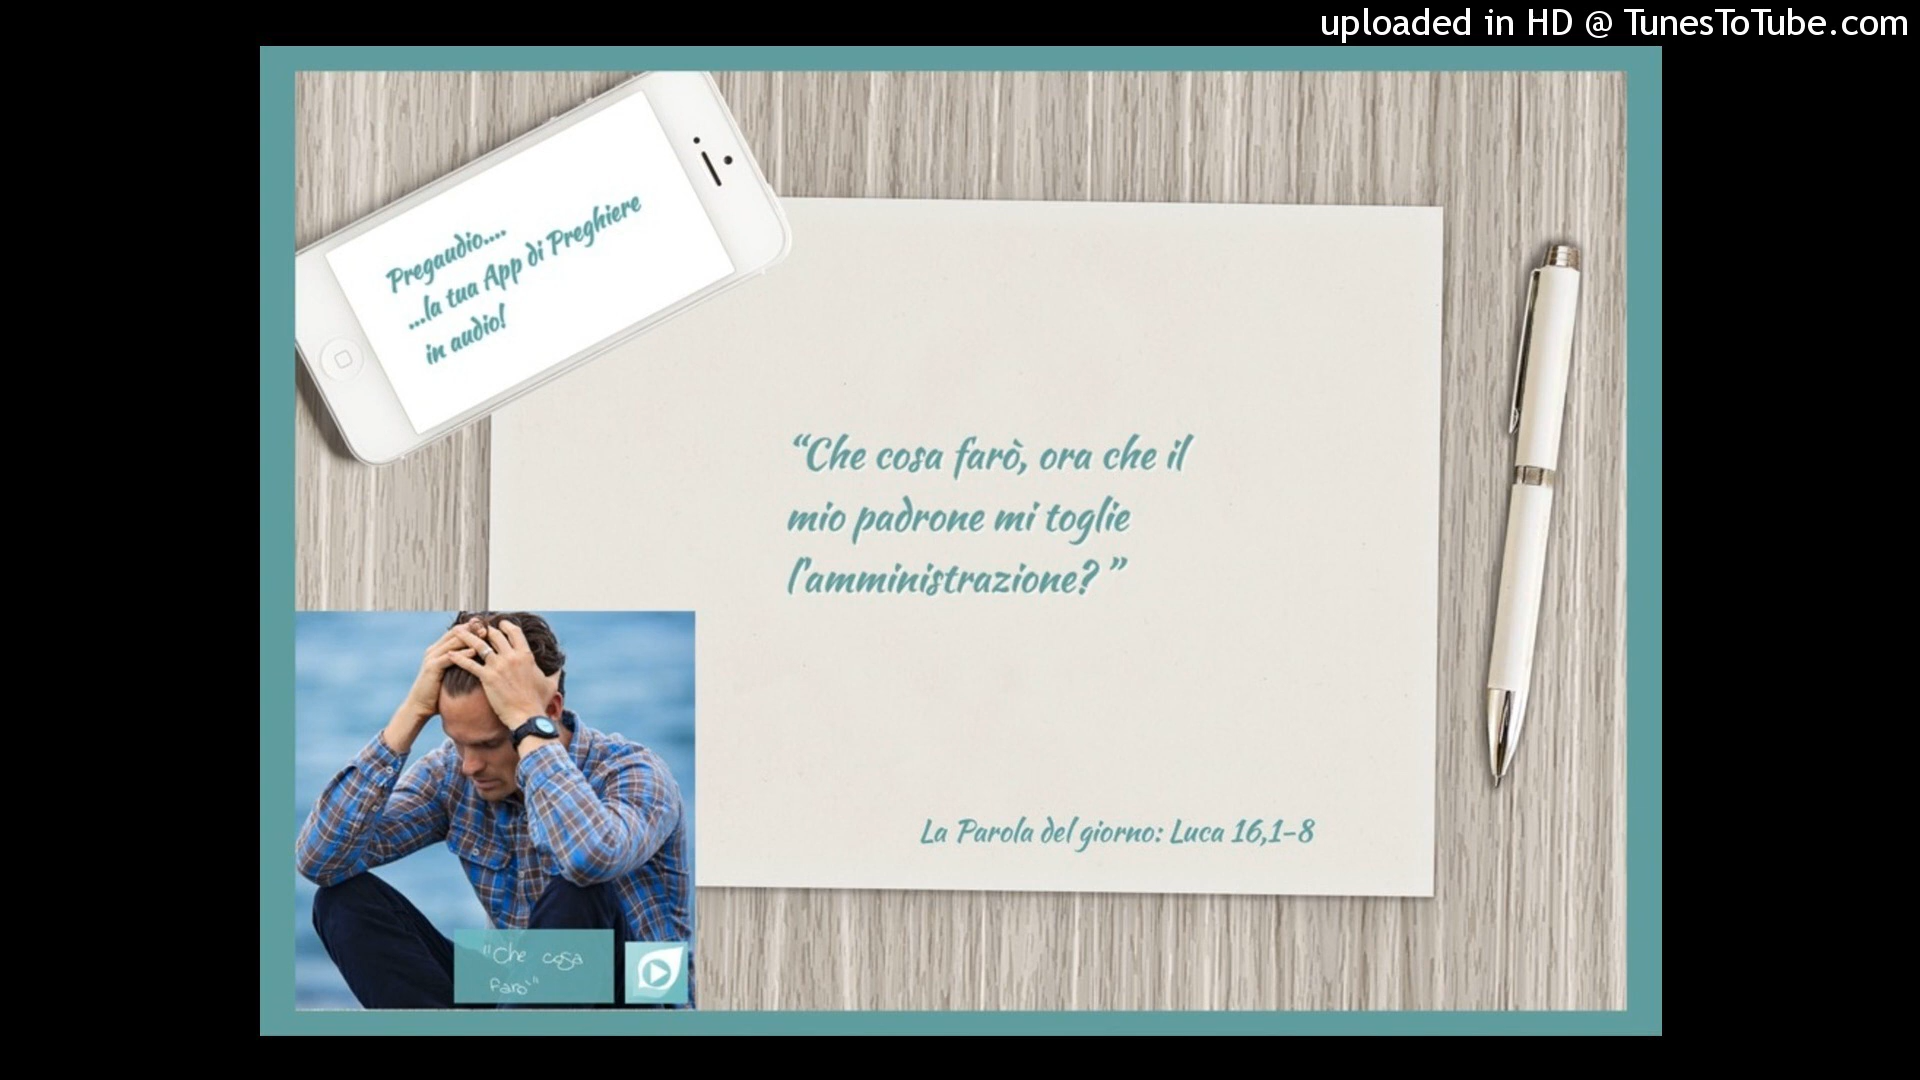 uploaded in HD @ TunesToTube.com
Pregaudio....
...la tua App di Preghiere
in audio!
“Che cosa farò, ora che il
mio padrone mi toglie
l'amministrazione? ”
La Parola del giorno: Luca 16,1-8
"Che cosa
farò"